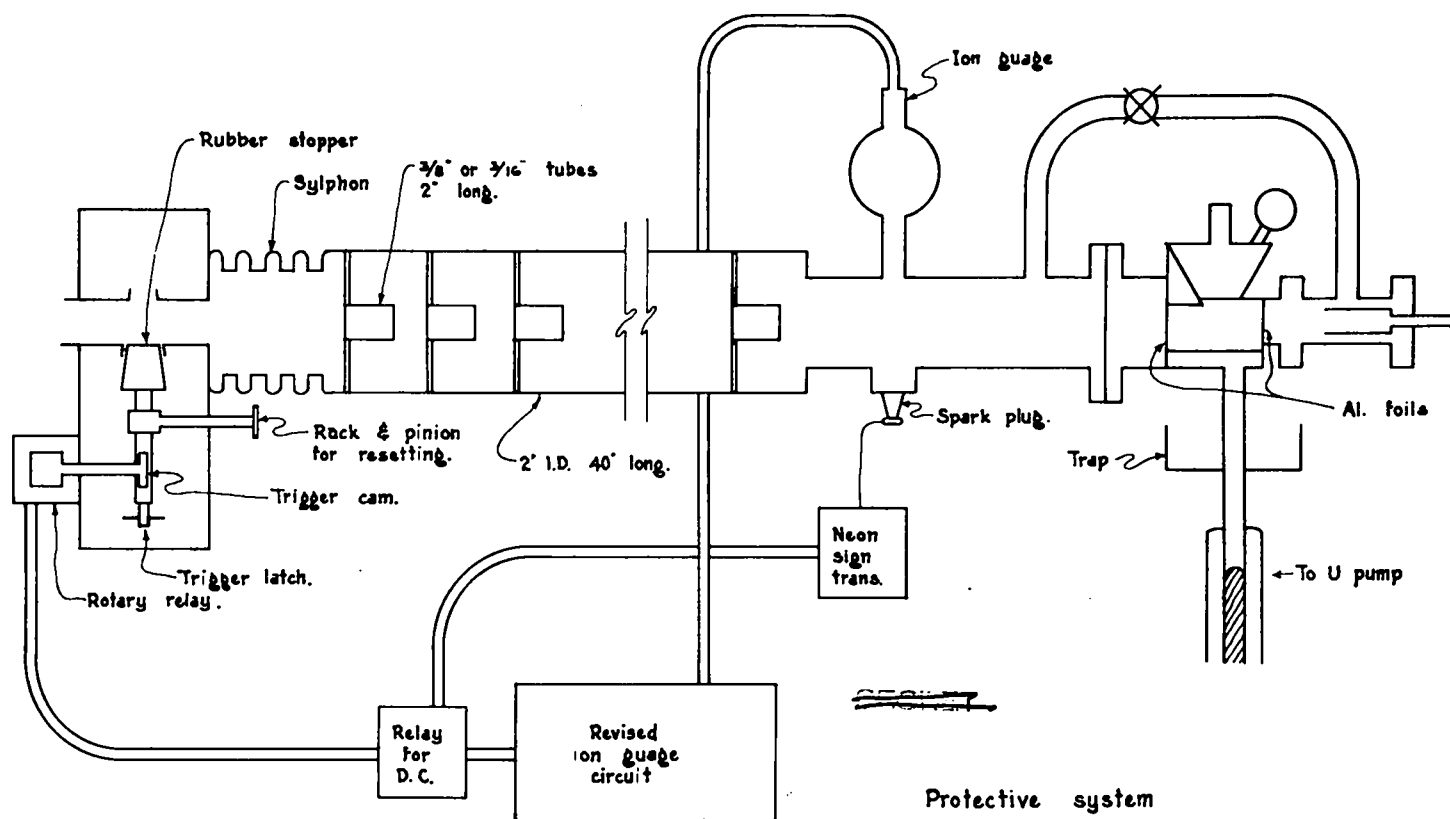 Ion guage
Rubber stopper
Sylphon
3/8" or 3/16" tubes
2" long.
Rack & pinion
for resetting.
2" I.D. 40" long.
Spark plug.
Al. foils
Trap
Trigger cam.
Neon
sign
trans.
Trigger latch.
Rotary relay.
To U pump
Relay
for
D.C.
Revised
ion guage
circuit
Protective system